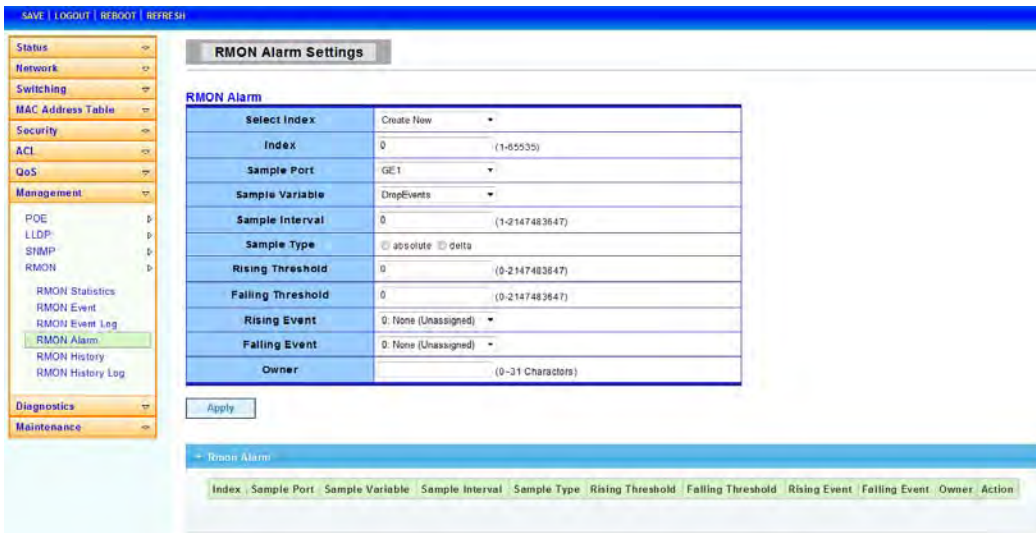 SAVE | LOGOUT | REBOOT | REFRESH
Status
Network
Switching
MAC Address Table
Security
ACL
QoS
Management
POE
LLDP
SNMP
RMON
RMON Statistics
RMON Event
RMON Event Log
RMON Alarm
RMON History
RMON History Log
Diagnostics
Maintenance
RMON Alarm Settings
RMON Alarm
Select Index Create New
Index 0 (1-65535)
Sample Port GE1
Sample Variable DropEvents
Sample Interval 0 (1-2147483647)
Sample Type absolute delta
Rising Threshold 0 (0-2147483647)
Falling Threshold 0 (0-2147483647)
Rising Event 0: None (Unassigned)
Falling Event 0: None (Unassigned)
Owner (0~31 Charactors)
Apply
Rmon Alarm
Index Sample Port Sample Variable Sample Interval Sample Type Rising Threshold Falling Threshold Rising Event Falling Event Owner Action